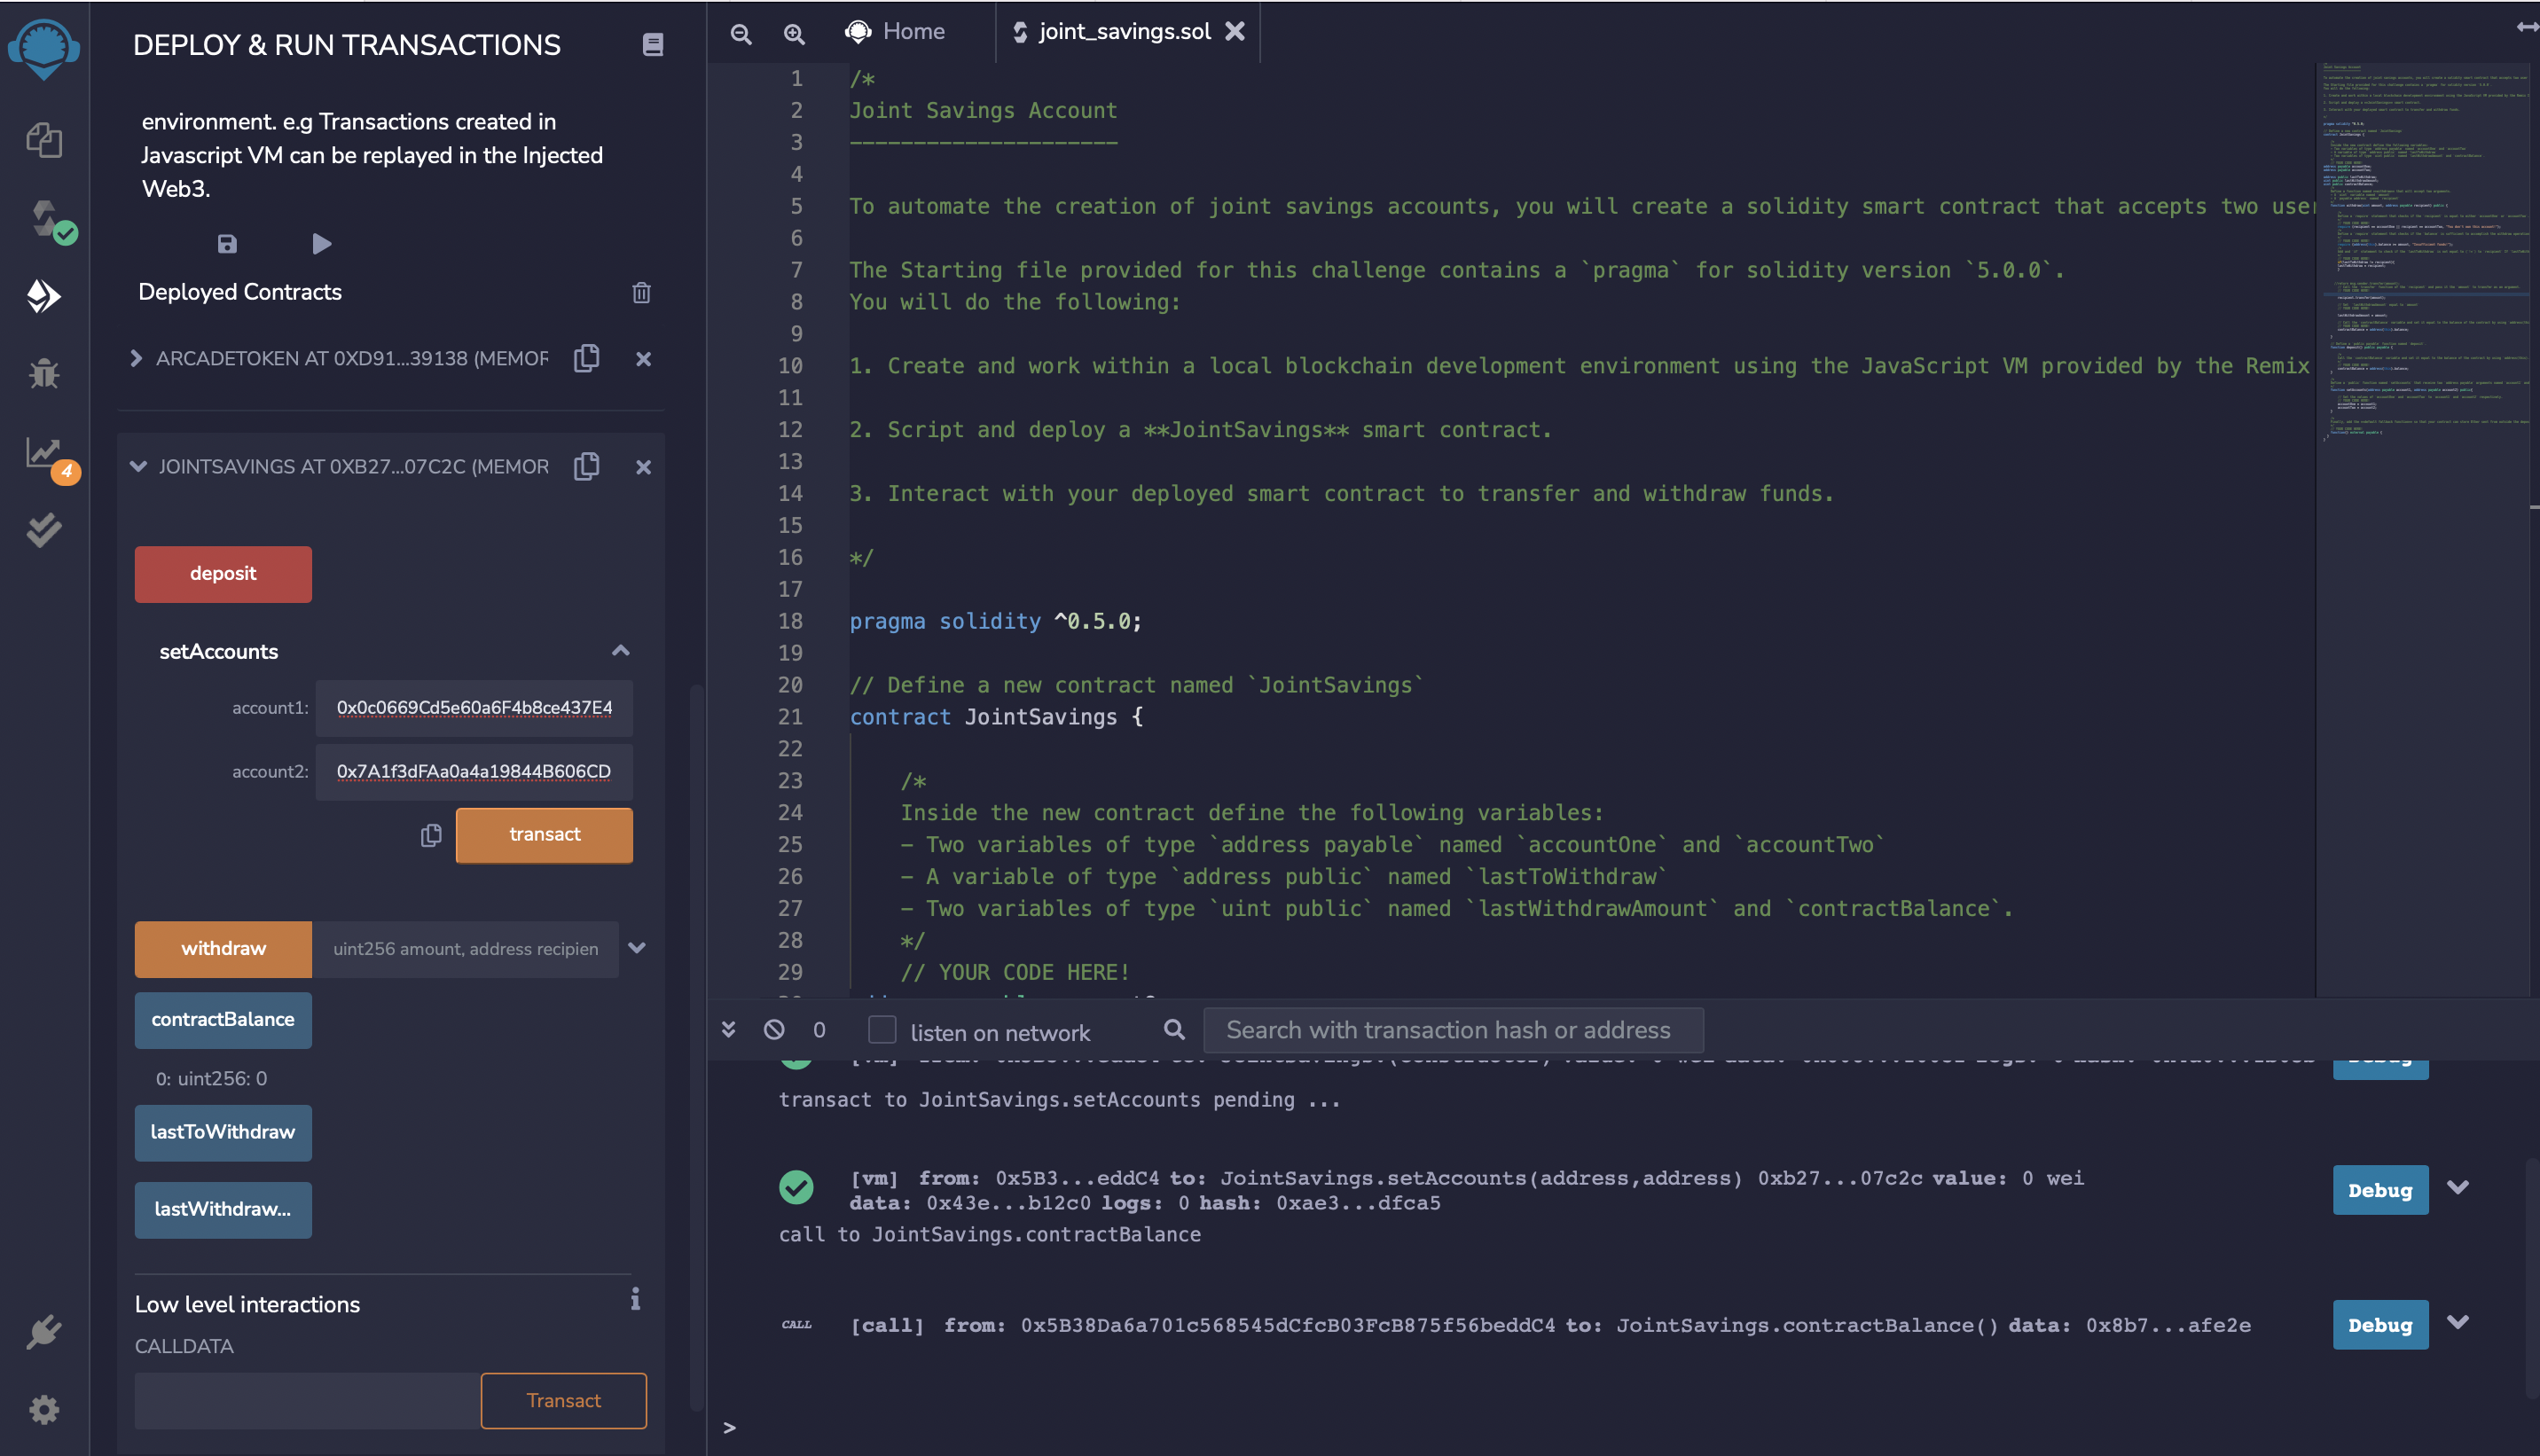 DEPLOY & RUN TRANSACTIONS
environment. e.g Transactions created in
Javascript VM can be replayed in the Injected
Web3.
Deployed Contracts
ARCADETOKEN AT 0XD91...39138 (MEMOR
JOINTSAVINGS AT 0XB27...07C2C (MEMOR
4
deposit
setAccounts
account1: 0x0c0669Cd5e60a6F4b8ce437E4
account2: 0x7A1f3dFAa0a4a19844B606CD
transact
withdraw uint256 amount, address recipien
contractBalance
0: uint256: 0
lastToWithdraw
lastWithdraw...
Low level interactions
CALLDATA
Transact
Home
joint_savings.sol
1 /*
2 Joint Savings Account
3 ---------------------
4
5 To automate the creation of joint savings accounts, you will create a solidity smart contract that accepts two user
6
7 The Starting file provided for this challenge contains a `pragma` for solidity version `5.0.0`.
8 You will do the following:
9
10 1. Create and work within a local blockchain development environment using the JavaScript VM provided by the Remix
11
12 2. Script and deploy a **JointSavings** smart contract.
13
14 3. Interact with your deployed smart contract to transfer and withdraw funds.
15
16 */
17
18 pragma solidity ^0.5.0;
19
20 // Define a new contract named `JointSavings`
21 contract JointSavings {
22
23 /*
24 Inside the new contract define the following variables:
25 - Two variables of type `address payable` named `accountOne` and `accountTwo`
26 - A variable of type `address public` named `lastToWithdraw`
27 - Two variables of type `uint public` named `lastWithdrawAmount` and `contractBalance`.
28 */
29 // YOUR CODE HERE!
0 listen on network Search with transaction hash or address
transact to JointSavings.setAccounts pending ...
[vm] from: 0x5B3...eddC4 to: JointSavings.setAccounts(address,address) 0xb27...07c2c value: 0 wei
data: 0x43e...b12c0 logs: 0 hash: 0xae3...dfca5
Debug
call to JointSavings.contractBalance
CALL [call] from: 0x5B38Da6a701c568545dCfcB03FcB875f56beddC4 to: JointSavings.contractBalance() data: 0x8b7...afe2e
Debug
>